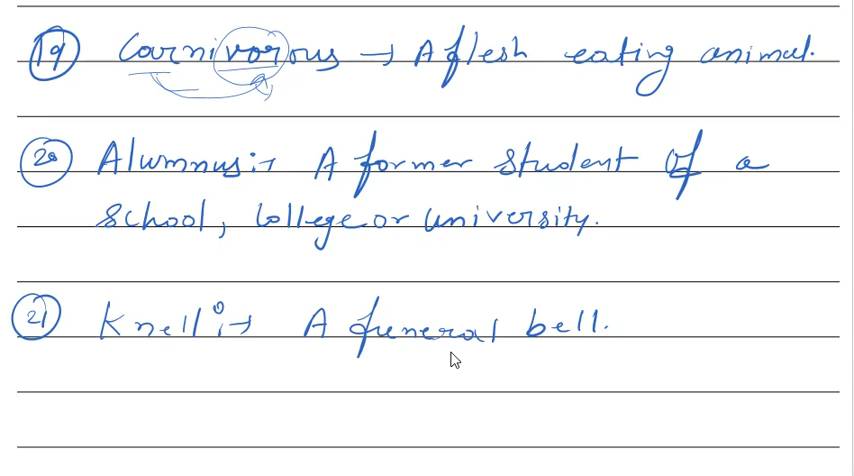 19 Carnivorous → A flesh eating animal.
20 Alumnus :→ A former student of a
school, college or university.
21 Knell :→ A funeral bell.